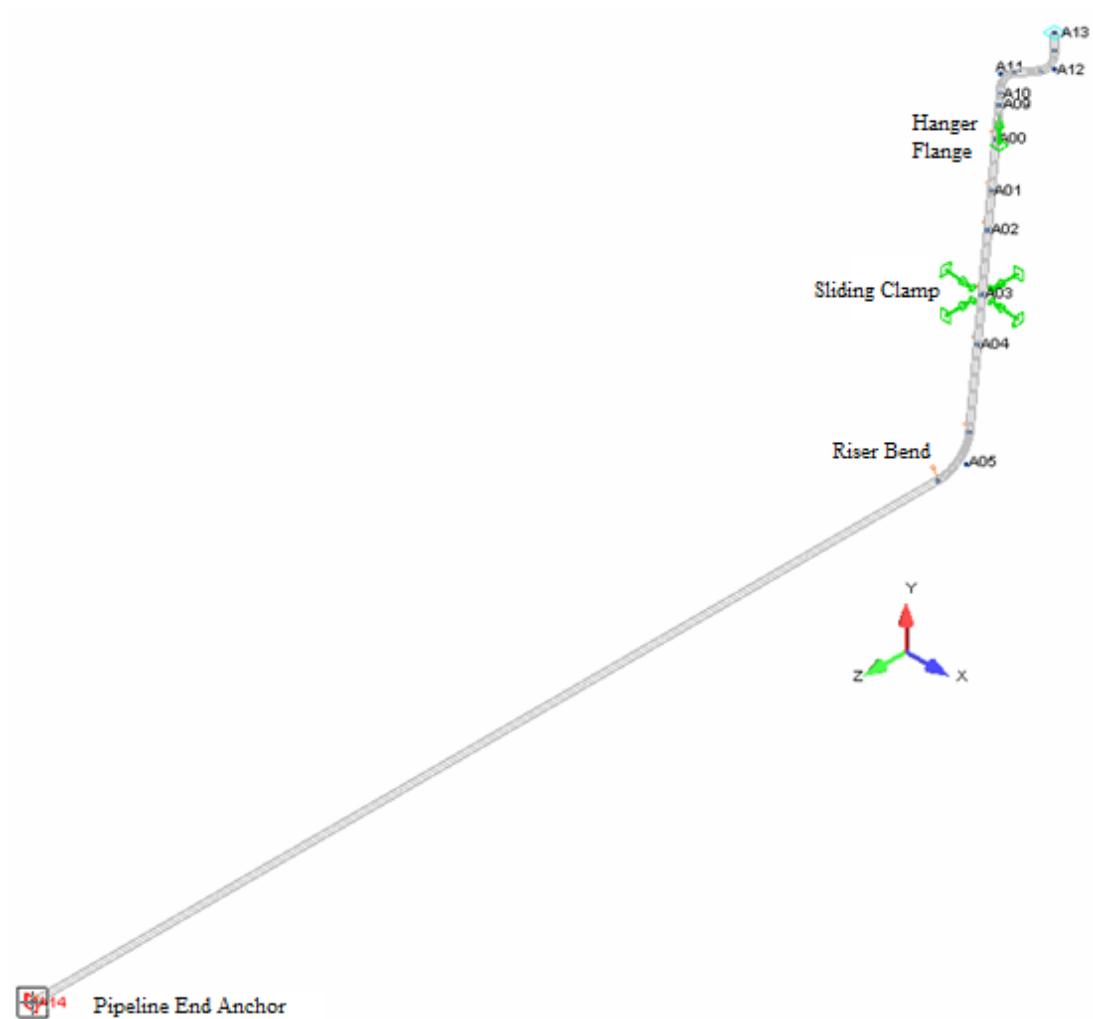 A13
A11
A12
A10
A09
Hanger
Flange
A00
A01
A02
Sliding Clamp
A03
A04
Riser Bend
A05
Y
Z
X
A14
Pipeline End Anchor